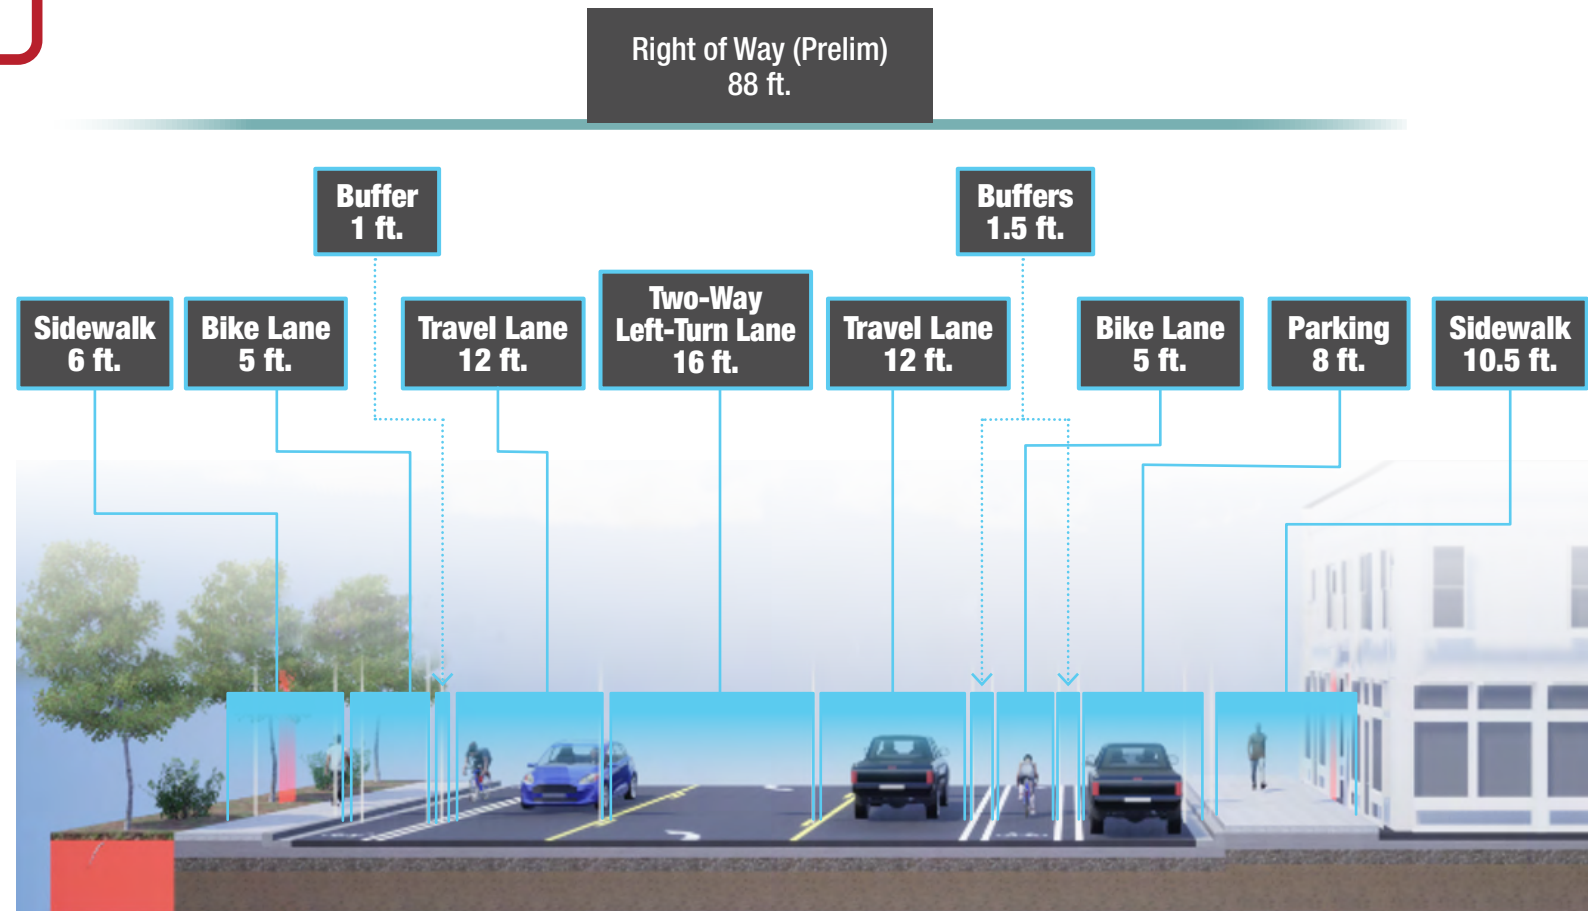 Right of Way (Prelim)
88 ft.
Buffer
1 ft.
Buffers
1.5 ft.
Sidewalk
6 ft.
Bike Lane
5 ft.
Travel Lane
12 ft.
Two-Way
Left-Turn Lane
16 ft.
Travel Lane
12 ft.
Bike Lane
5 ft.
Parking
8 ft.
Sidewalk
10.5 ft.